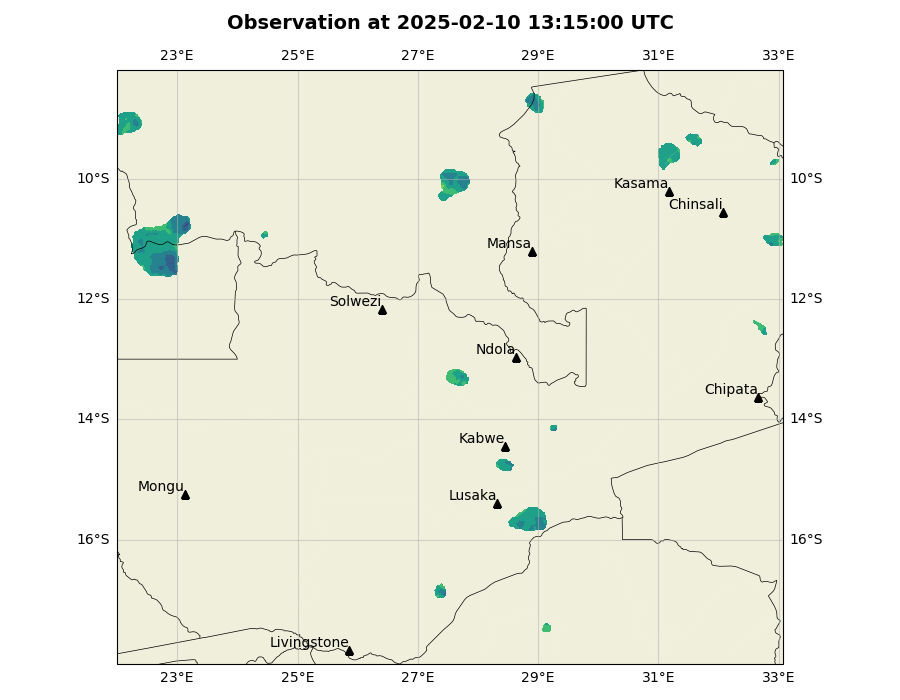 Observation at 2025-02-10 13:15:00 UTC
23°E 25°E 27°E 29°E 31°E 33°E
10°S 10°S
Kasama
Chinsali
Mansa
12°S 12°S
Solwezi
Ndola
Chipata
14°S 14°S
Kabwe
Mongu
Lusaka
16°S 16°S
Livingstone
23°E 25°E 27°E 29°E 31°E 33°E